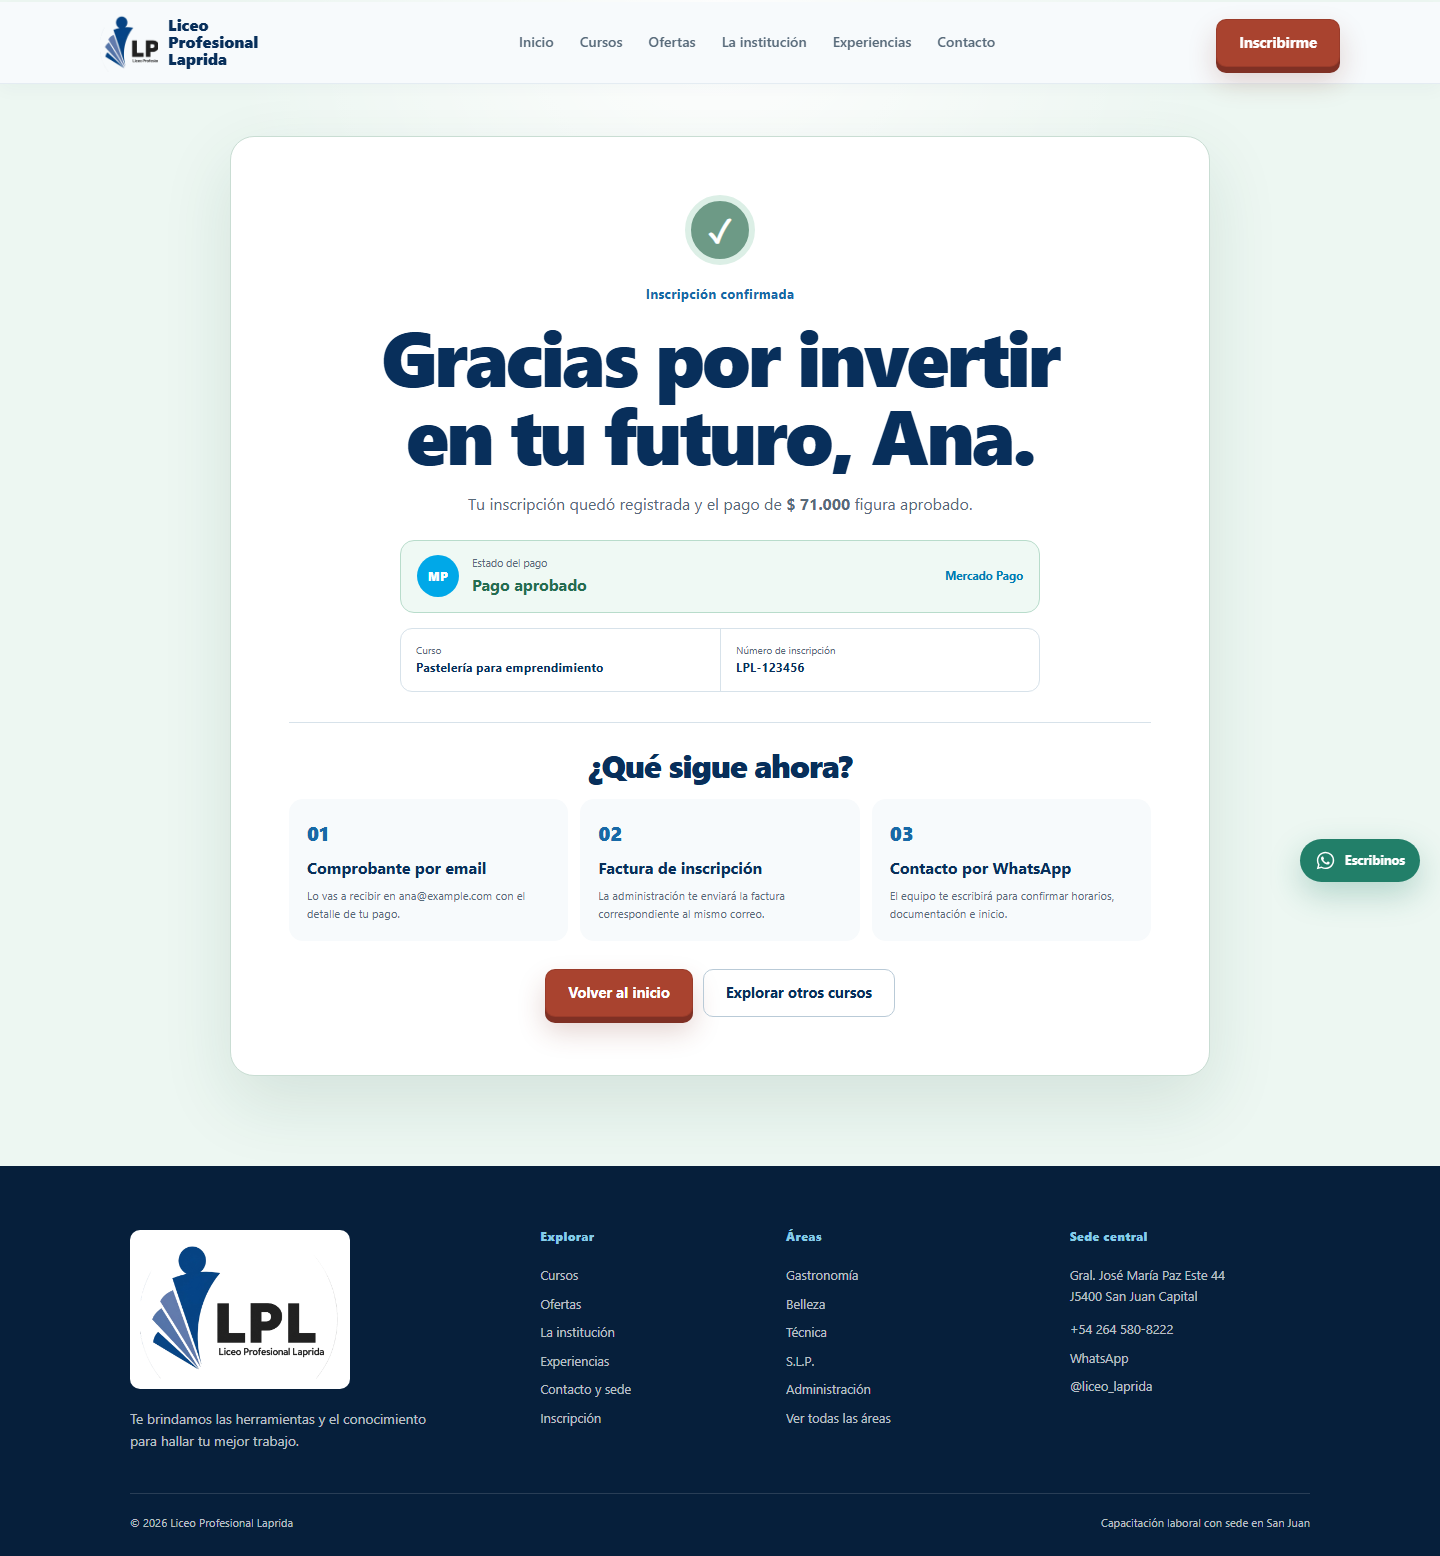 LP
Liceo Profesio
Liceo
Profesional
Laprida
Inicio
Cursos
Ofertas
La institución
Experiencias
Contacto
Inscribirme
Inscripción confirmada
Gracias por invertir
en tu futuro, Ana.
Tu inscripción quedó registrada y el pago de $ 71.000 figura aprobado.
MP
Estado del pago
Pago aprobado
Mercado Pago
Curso
Pastelería para emprendimiento
Número de inscripción
LPL-123456
¿Qué sigue ahora?
01
Comprobante por email
Lo vas a recibir en ana@example.com con el
detalle de tu pago.
02
Factura de inscripción
La administración te enviará la factura
correspondiente al mismo correo.
03
Contacto por WhatsApp
El equipo te escribirá para confirmar horarios,
documentación e inicio.
Volver al inicio
Explorar otros cursos
Escribinos
LPL
Liceo Profesional Laprida
Te brindamos las herramientas y el conocimiento
para hallar tu mejor trabajo.
Explorar
Cursos
Ofertas
La institución
Experiencias
Contacto y sede
Inscripción
Áreas
Gastronomía
Belleza
Técnica
S.L.P.
Administración
Ver todas las áreas
Sede central
Gral. José María Paz Este 44
J5400 San Juan Capital
+54 264 580-8222
WhatsApp
@liceo_laprida
© 2026 Liceo Profesional Laprida
Capacitación laboral con sede en San Juan